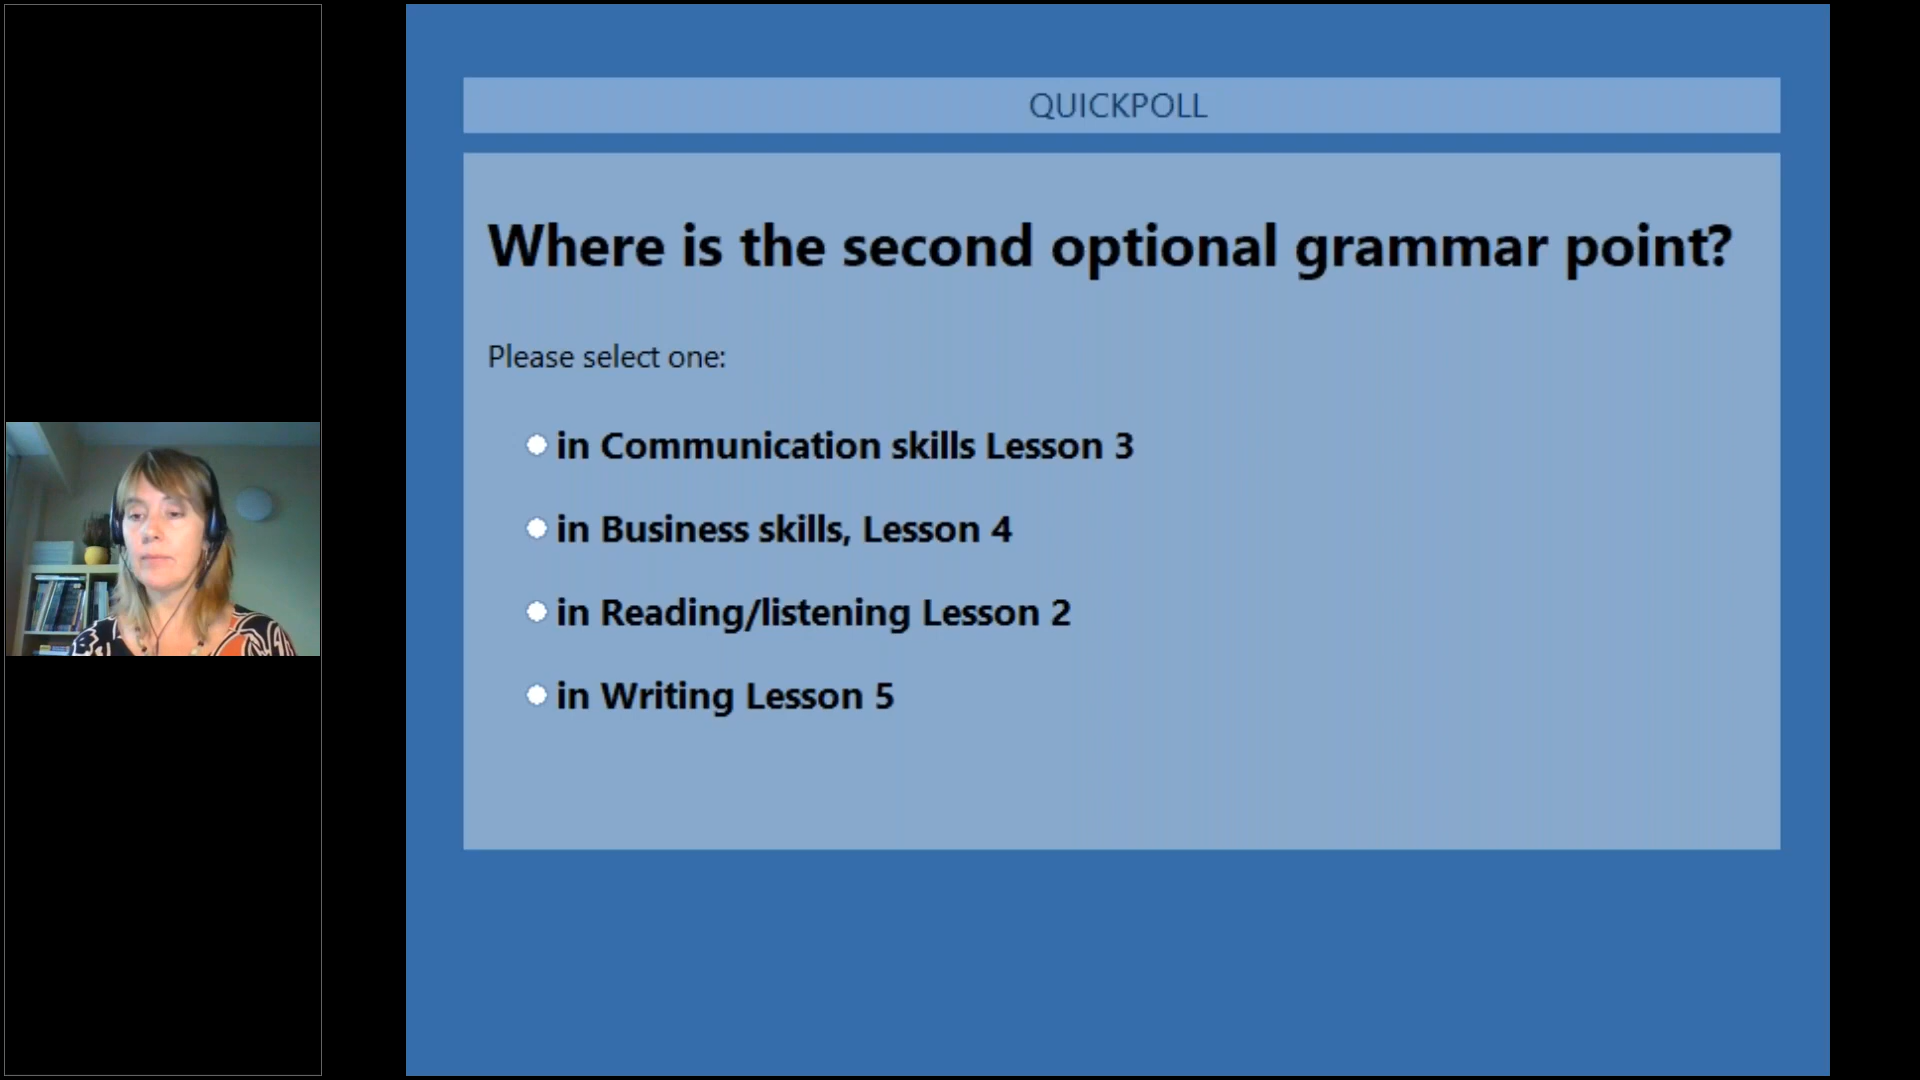 QUICKPOLL
Where is the second optional grammar point?
Please select one:
in Communication skills Lesson 3
in Business skills, Lesson 4
in Reading/listening Lesson 2
in Writing Lesson 5